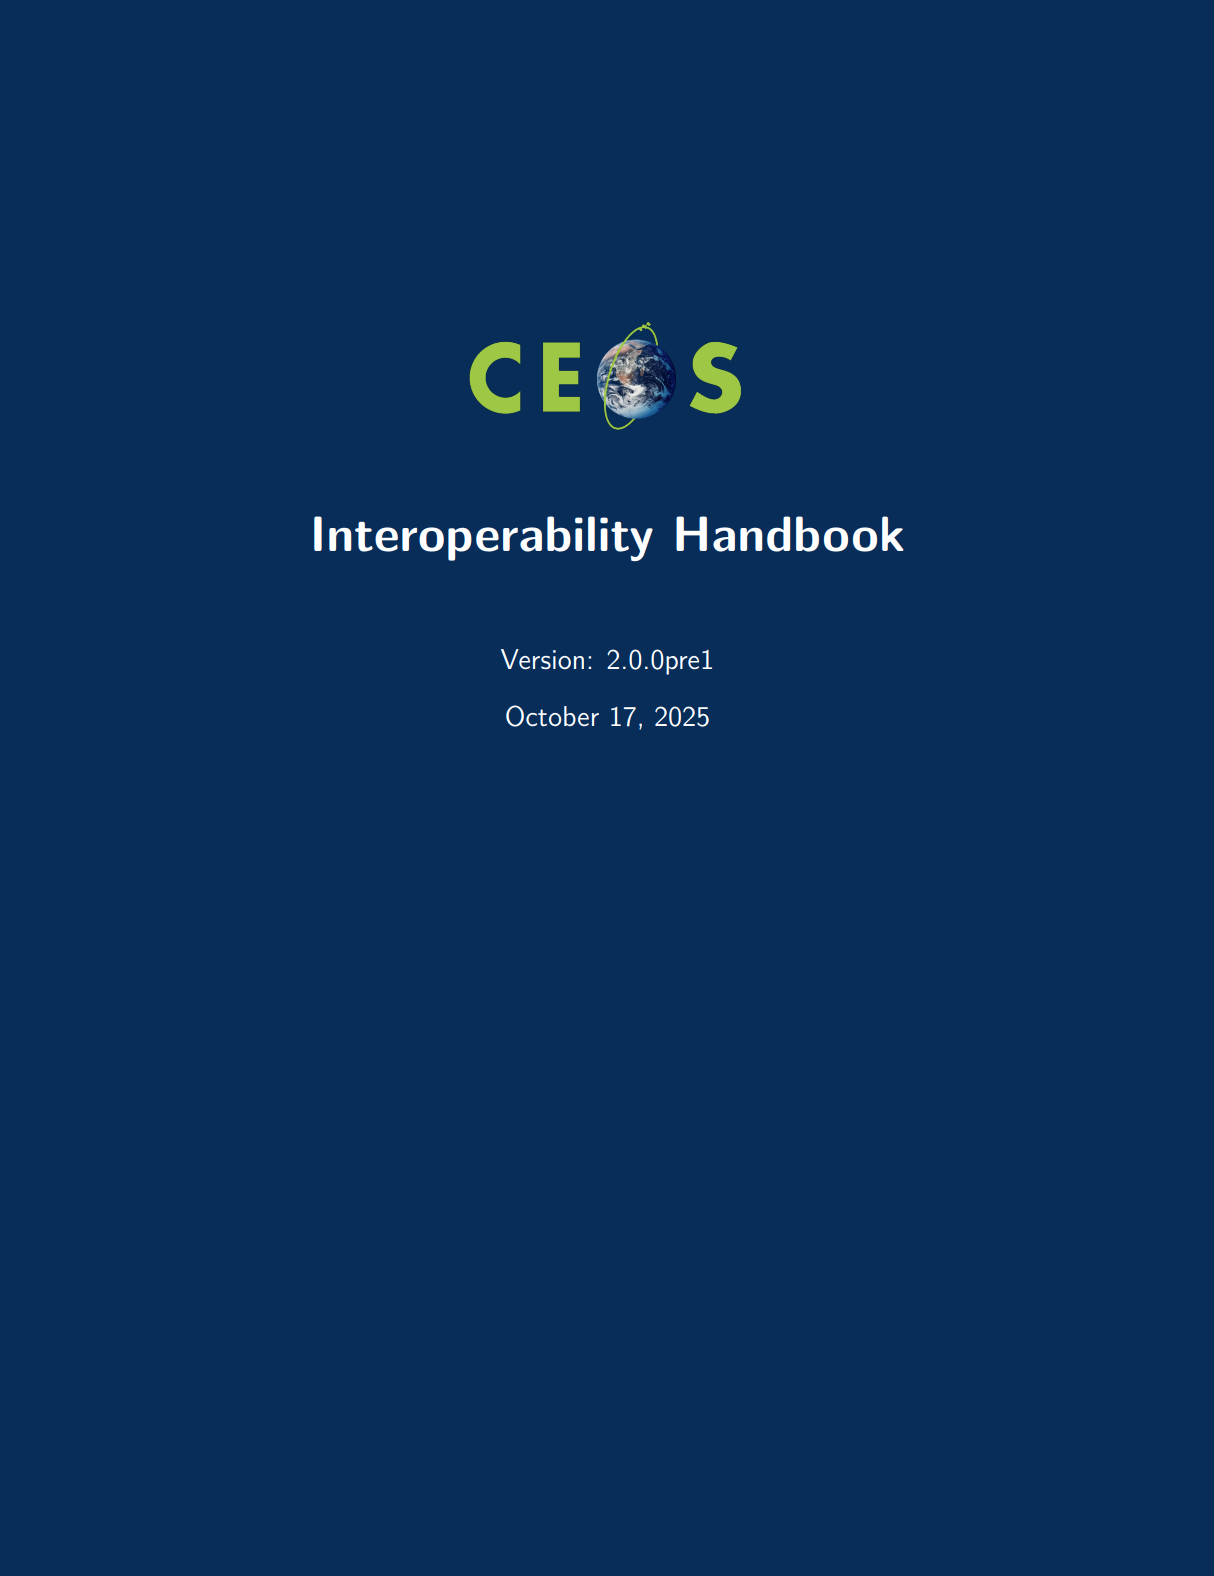 CEOS
Interoperability Handbook
Version: 2.0.0pre1
October 17, 2025